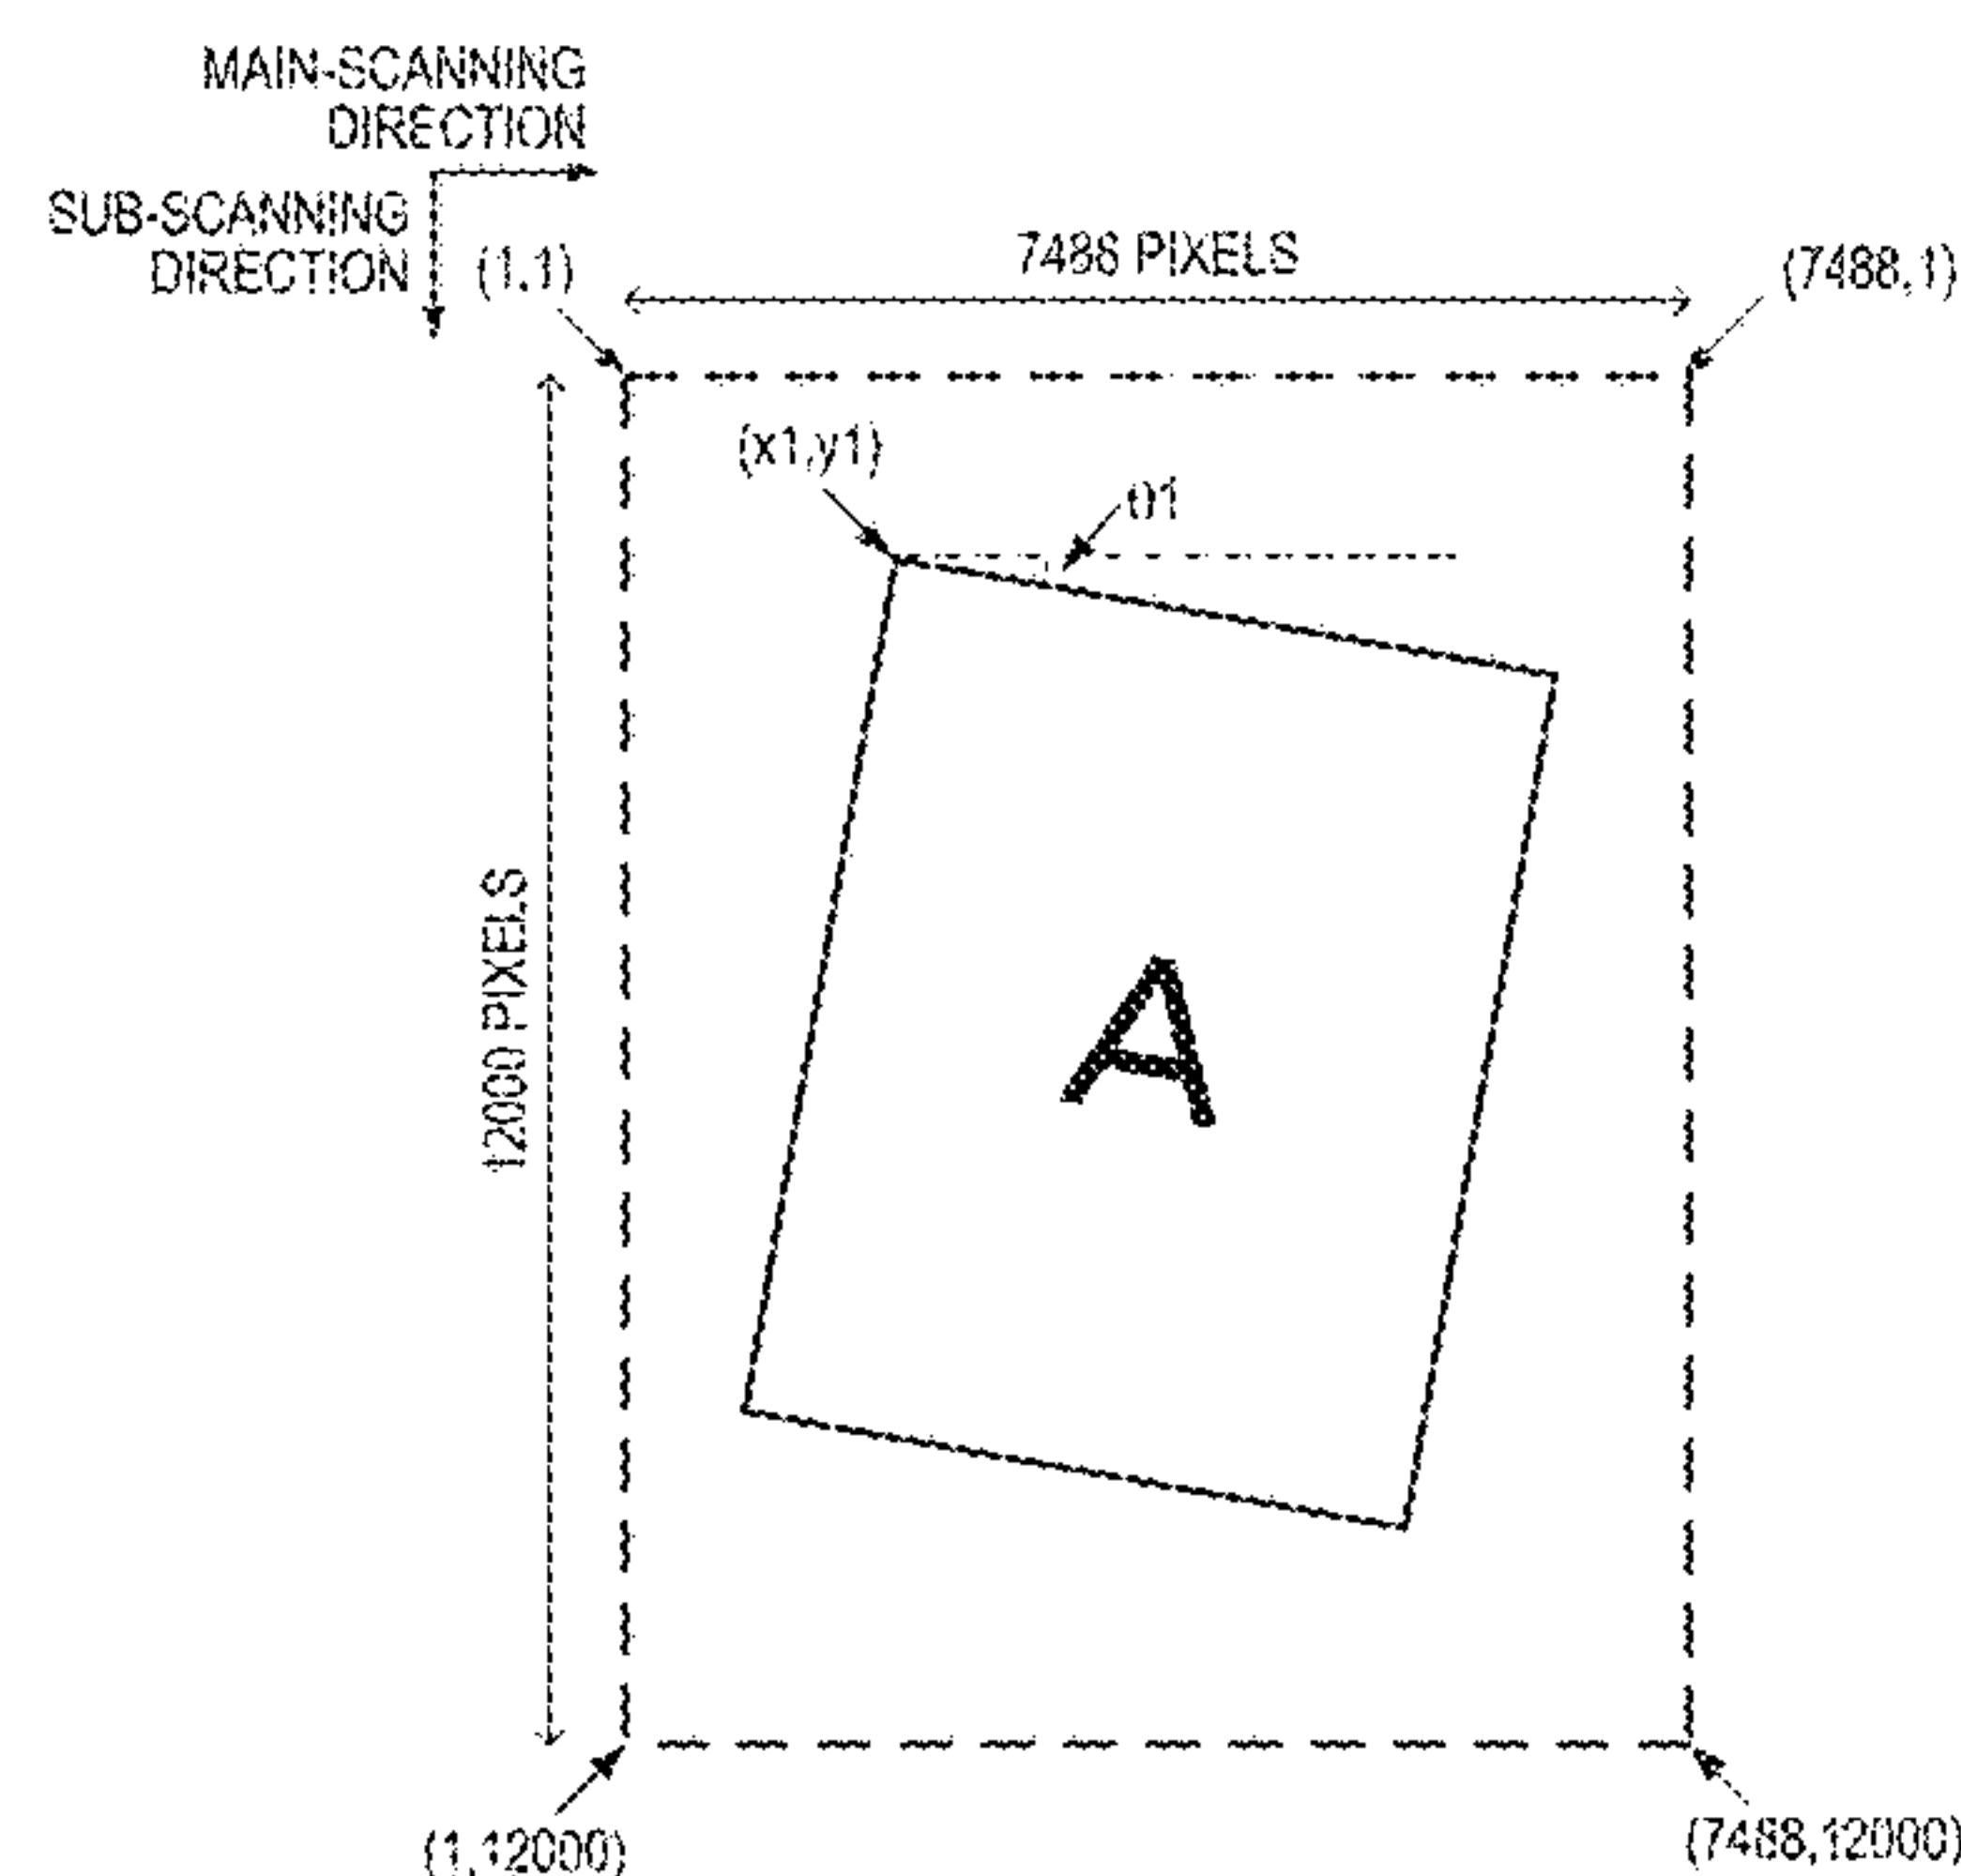 MAIN-SCANNING
DIRECTION
SUB-SCANNING
DIRECTION
(1,1)
7488 PIXELS
(7488,1)
(x1,y1)
θ1
12000 PIXELS
A
(1,12000)
(7488,12000)